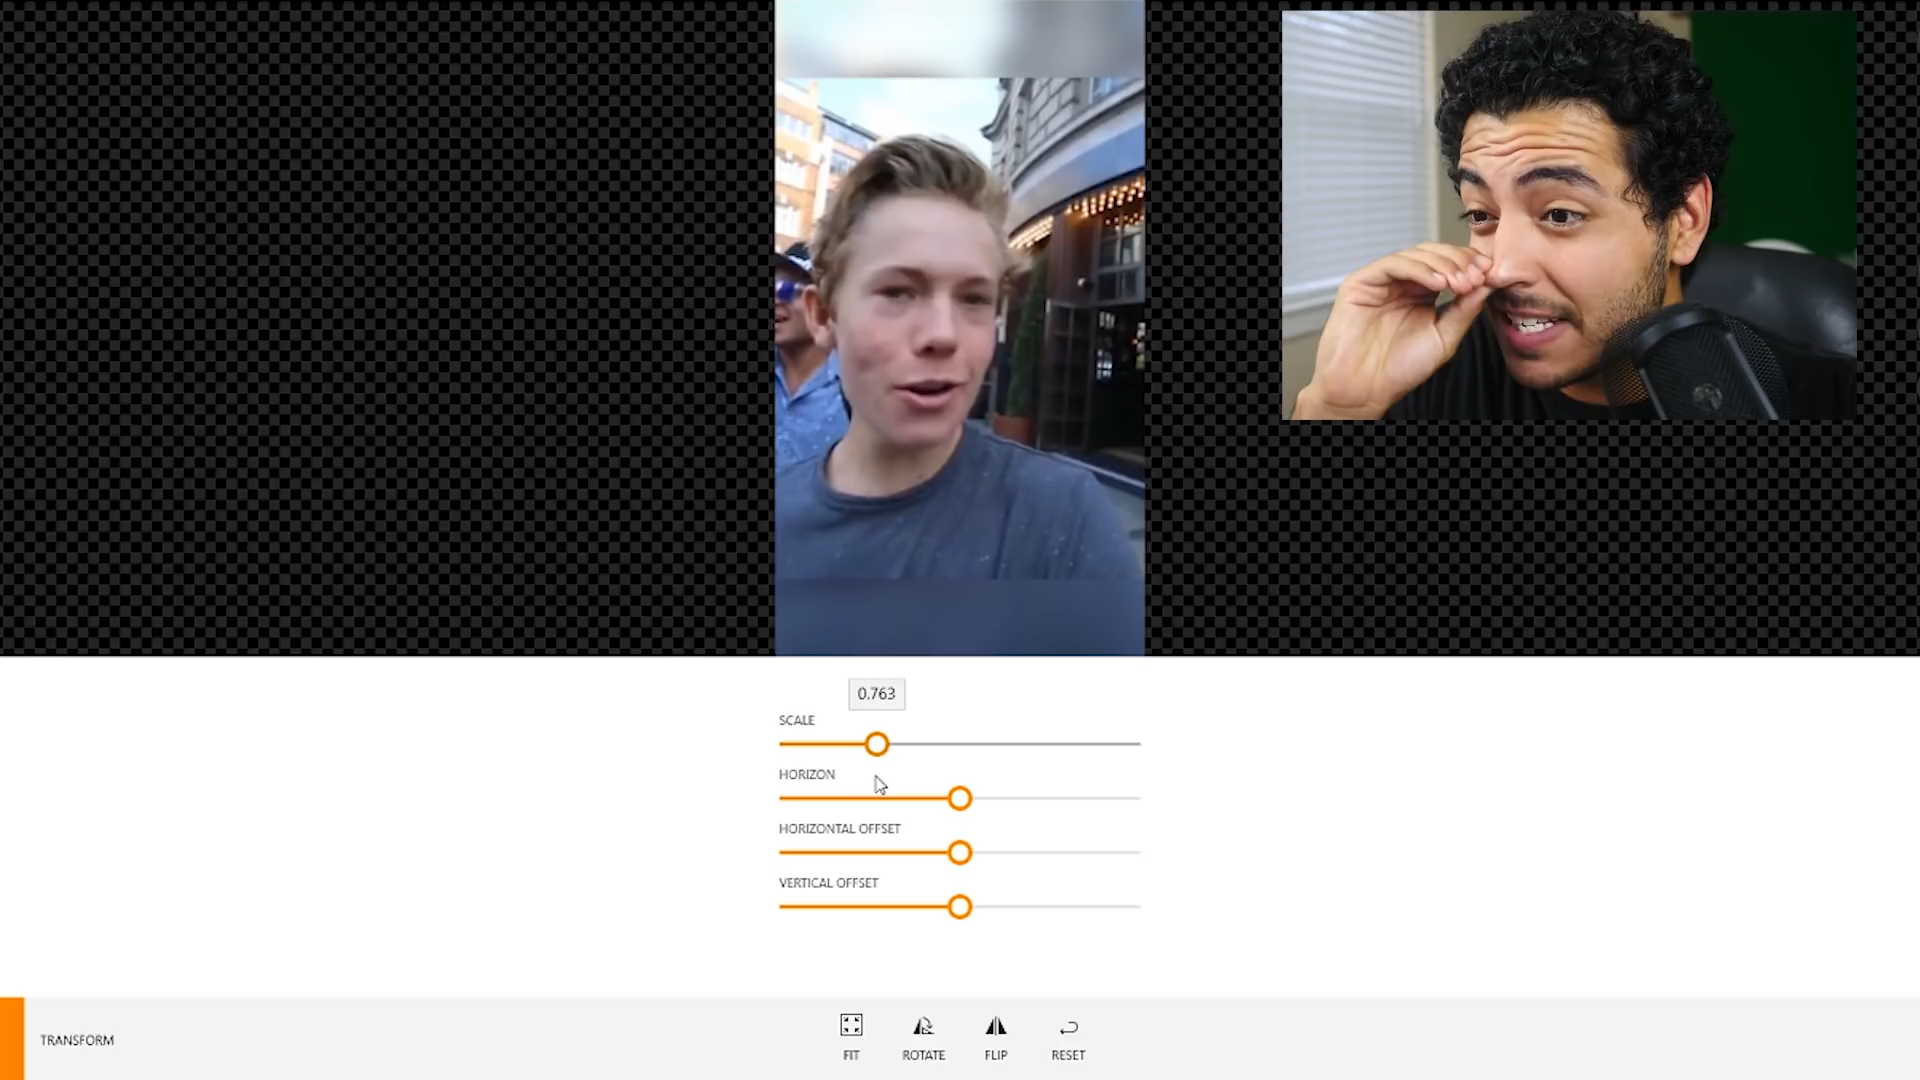 0.763
SCALE
HORIZON
HORIZONTAL OFFSET
VERTICAL OFFSET
TRANSFORM
FIT
ROTATE
FLIP
RESET